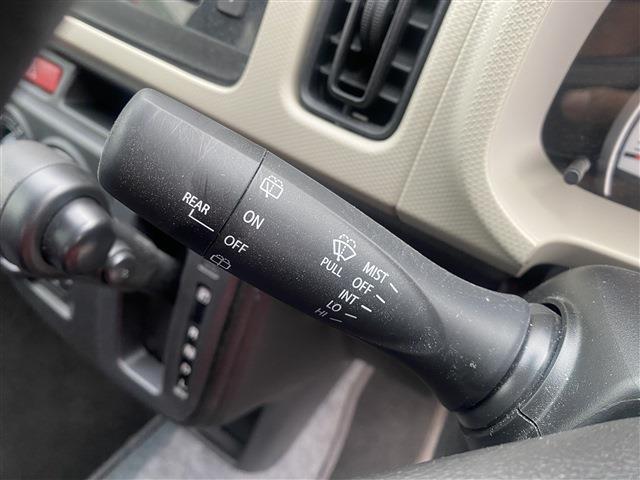 REAR
ON
OFF
PULL
MIST
OFF
INT
LO
HI